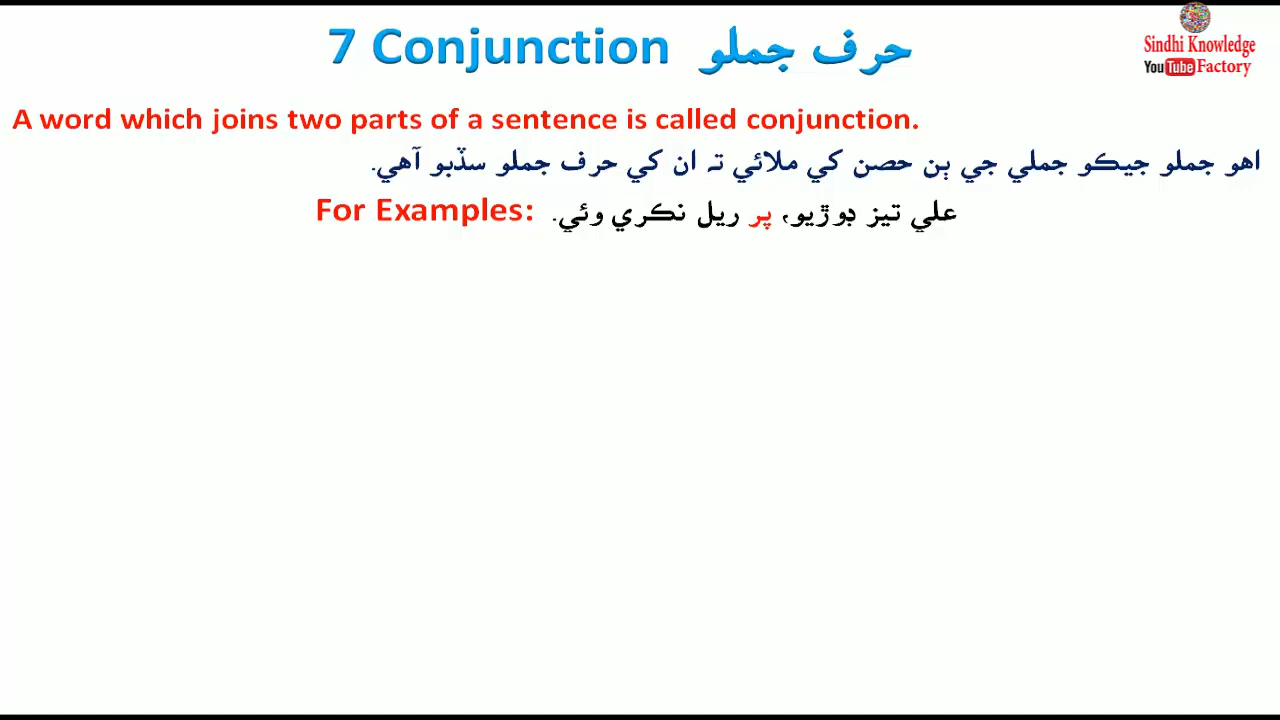 7 Conjunction حرف جملو
Sindhi Knowledge
YouTube Factory
A word which joins two parts of a sentence is called conjunction.
اهو جملو جيڪو جملي جي ٻن حصن کي ملائي ته ان کي حرف جملو سڏبو آهي.
For Examples: علي تيز ڊوڙيو، پر ريل نڪري وئي.